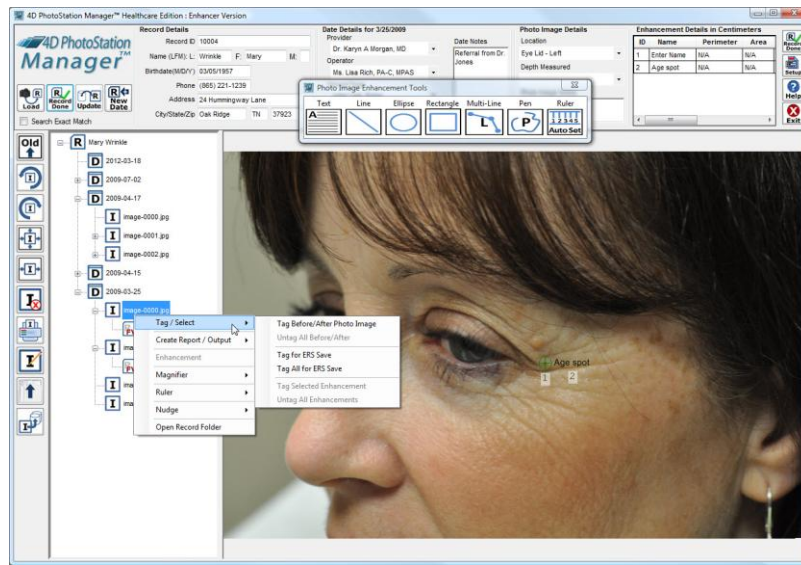 4D PhotoStation Manager™ Healthcare Edition : Enhancer Version
4D PhotoStation
Manager™
Load
Record Done
Update
New Date
Search Exact Match
Record Details
Record ID 10004
Name (LFM): L: Wrinkle F: Mary M:
Birthdate(M/D/Y) 03/05/1957
Phone (865) 221-1239
Address 24 Hummingway Lane
City/State/Zip Oak Ridge TN 37923
Date Details for 3/25/2009
Provider
Dr. Karyn A Morgan, MD
Operator
Ms. Lisa Rich, PA-C, MPAS
Date Notes
Referral from Dr. Jones
Photo Image Details
Location
Eye Lid - Left
Depth Measured
Enhancement Details in Centimeters
ID Name Perimeter Area
1 Enter Name N/A N/A
2 Age spot N/A N/A
Record Done
Setup
Help
Exit
Photo Image Enhancement Tools
Text Line Ellipse Rectangle Multi-Line Pen Ruler
A L P 1 2 3 4 5
Auto Set
Old
R Mary Wrinkle
D 2012-03-18
D 2009-07-02
D 2009-04-17
I image-0000.jpg
I image-0001.jpg
I image-0002.jpg
D 2009-04-15
D 2009-03-25
I image-0000.jpg
Tag / Select
Create Report / Output
Enhancement
Magnifier
Ruler
Nudge
Open Record Folder
Tag Before/After Photo Image
Untag All Before/After
Tag for ERS Save
Tag All for ERS Save
Tag Selected Enhancement
Untag All Enhancements
Age spot
1 2